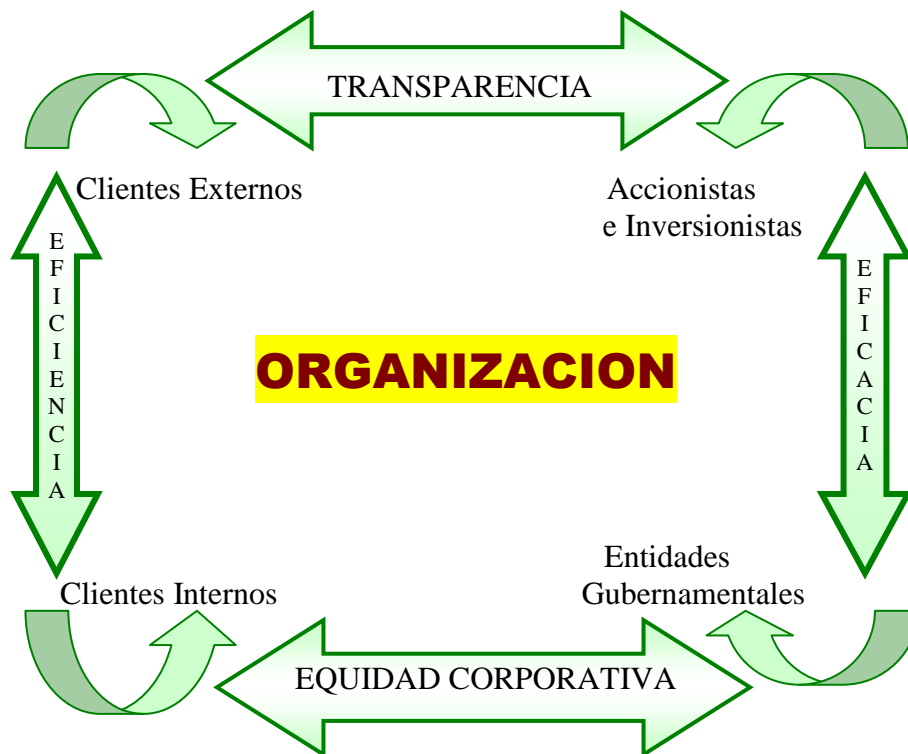 TRANSPARENCIA
Clientes Externos
Accionistas
e Inversionistas
EFICIENCIA
EFICACIA
ORGANIZACION
Entidades
Gubernamentales
Clientes Internos
EQUIDAD CORPORATIVA